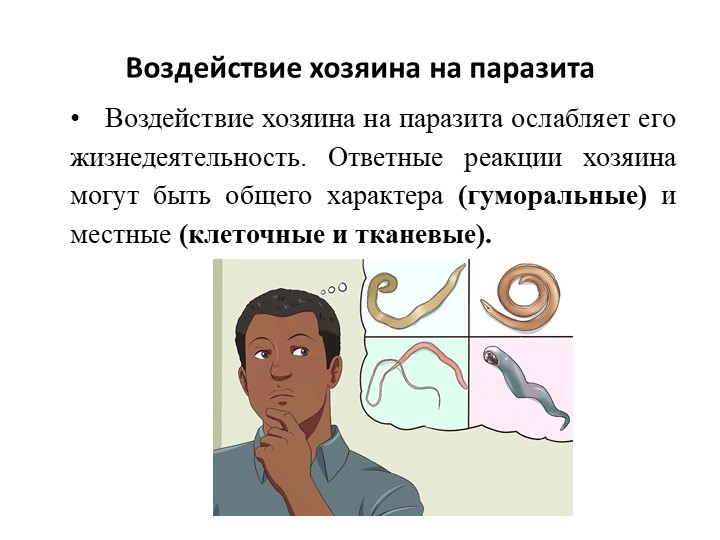 Воздействие хозяина на паразита
• Воздействие хозяина на паразита ослабляет его
жизнедеятельность. Ответные реакции хозяина
могут быть общего характера (гуморальные) и
местные (клеточные и тканевые).